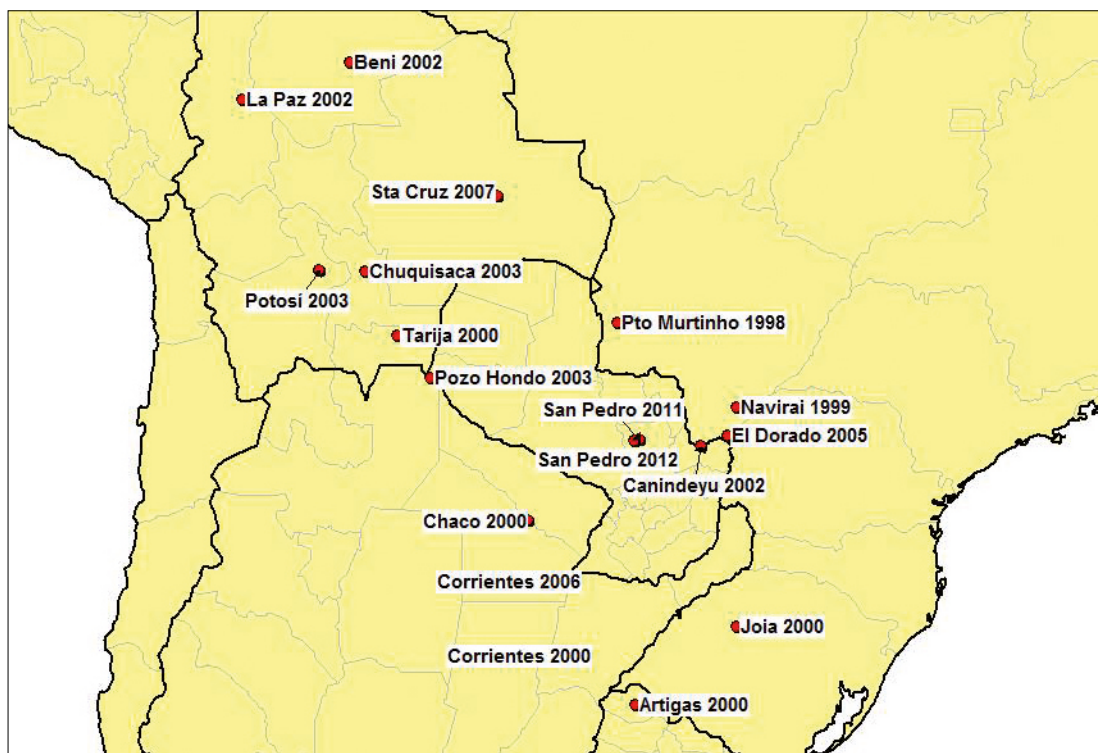 Beni 2002
La Paz 2002
Sta Cruz 2007
Chuquisaca 2003
Potosí 2003
Pto Murtinho 1998
Tarija 2000
Pozo Hondo 2003
San Pedro 2011
Navirai 1999
El Dorado 2005
San Pedro 2012
Canindeyu 2002
Chaco 2000
Corrientes 2006
Joia 2000
Corrientes 2000
Artigas 2000